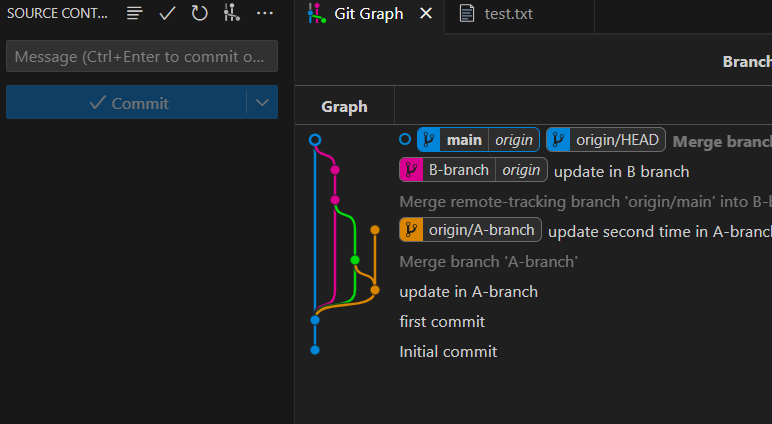 SOURCE CONT...
Git Graph
test.txt
Message (Ctrl+Enter to commit o...
Branch
Commit
Graph
main origin origin/HEAD Merge branc
B-branch origin update in B branch
Merge remote-tracking branch 'origin/main' into B-B
origin/A-branch update second time in A-branc
Merge branch 'A-branch'
update in A-branch
first commit
Initial commit